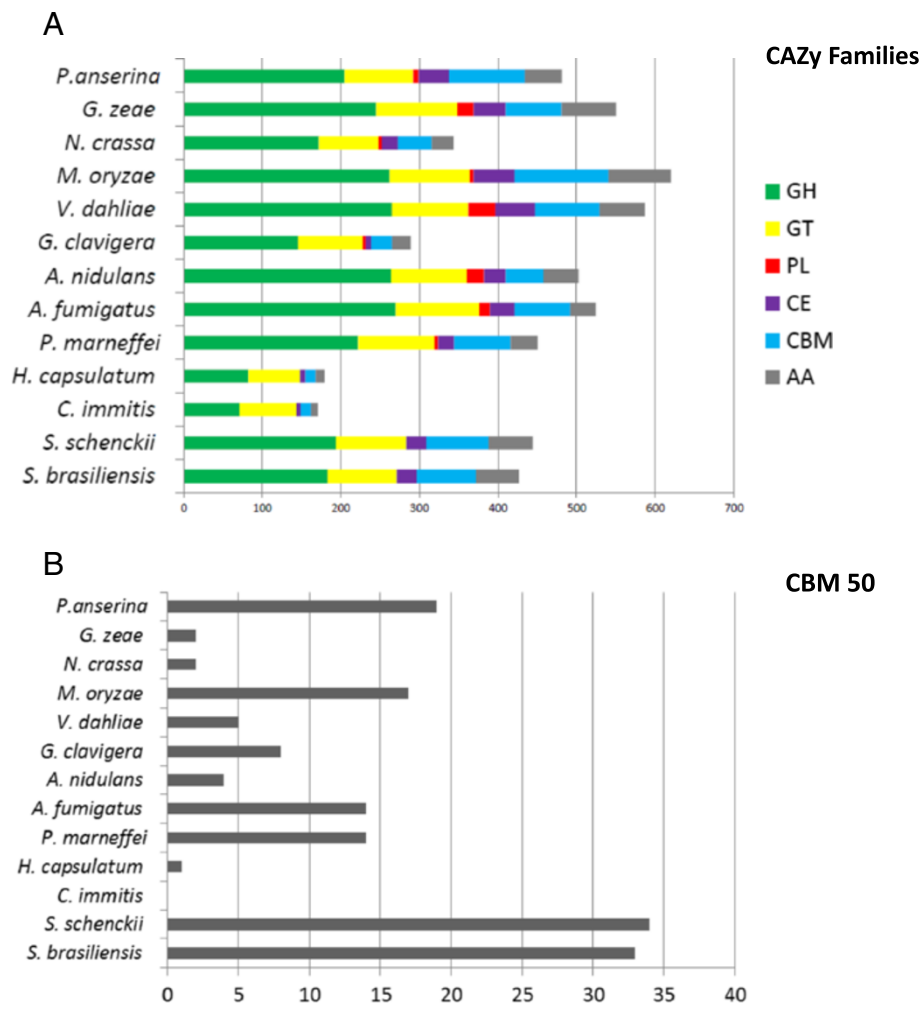 A
CAZy Families
P.anserina
G. zeae
N. crassa
M. oryzae
V. dahliae
G. clavigera
A. nidulans
A. fumigatus
P. marneffei
H. capsulatum
C. immitis
S. schenckii
S. brasiliensis
0 100 200 300 400 500 600 700
GH
GT
PL
CE
CBM
AA
B
CBM 50
P.anserina
G. zeae
N. crassa
M. oryzae
V. dahliae
G. clavigera
A. nidulans
A. fumigatus
P. marneffei
H. capsulatum
C. immitis
S. schenckii
S. brasiliensis
0 5 10 15 20 25 30 35 40